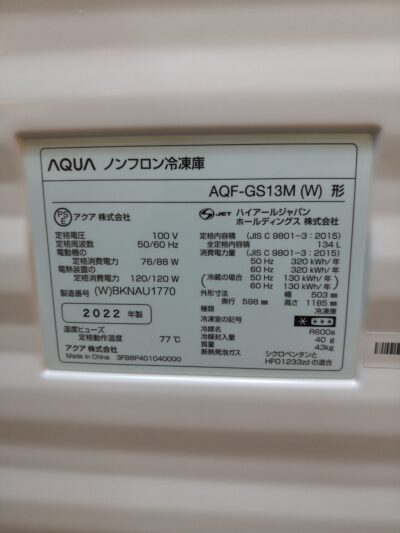 AQUA ノンフロン冷凍庫
AQF-GS13M (W) 形
PS E アクア 株式会社
定格電圧 100 V
定格周波数 50/60 Hz
電動機の
定格消費電力 76/88 W
電熱装置の
定格消費電力 120/120 W
製造番号 (W)BKNAU1770
2022 年製
温度ヒューズ
定格動作温度 77℃
アクア 株式会社
Made in China 3F86P401040000
JET ハイアールジャパン
ホールディングス 株式会社
定格内容積 (JIS C 9801-3 : 2015)
全定格内容積 134 L
消費電力量 (JIS C 9801-3 : 2015)
50 Hz 320 kWh/年
60 Hz 320 kWh/年
(冷蔵の場合 50 Hz 130 kWh/年)
60 Hz 130 kWh/年
外形寸法 幅 503 mm
奥行 598 mm 高さ 1185 mm
種類 冷凍庫
冷凍室の記号
冷媒名 R600a
冷媒封入量 40 g
質量 43kg
断熱発泡ガス シクロペンタンと
HFO1233zd の混合